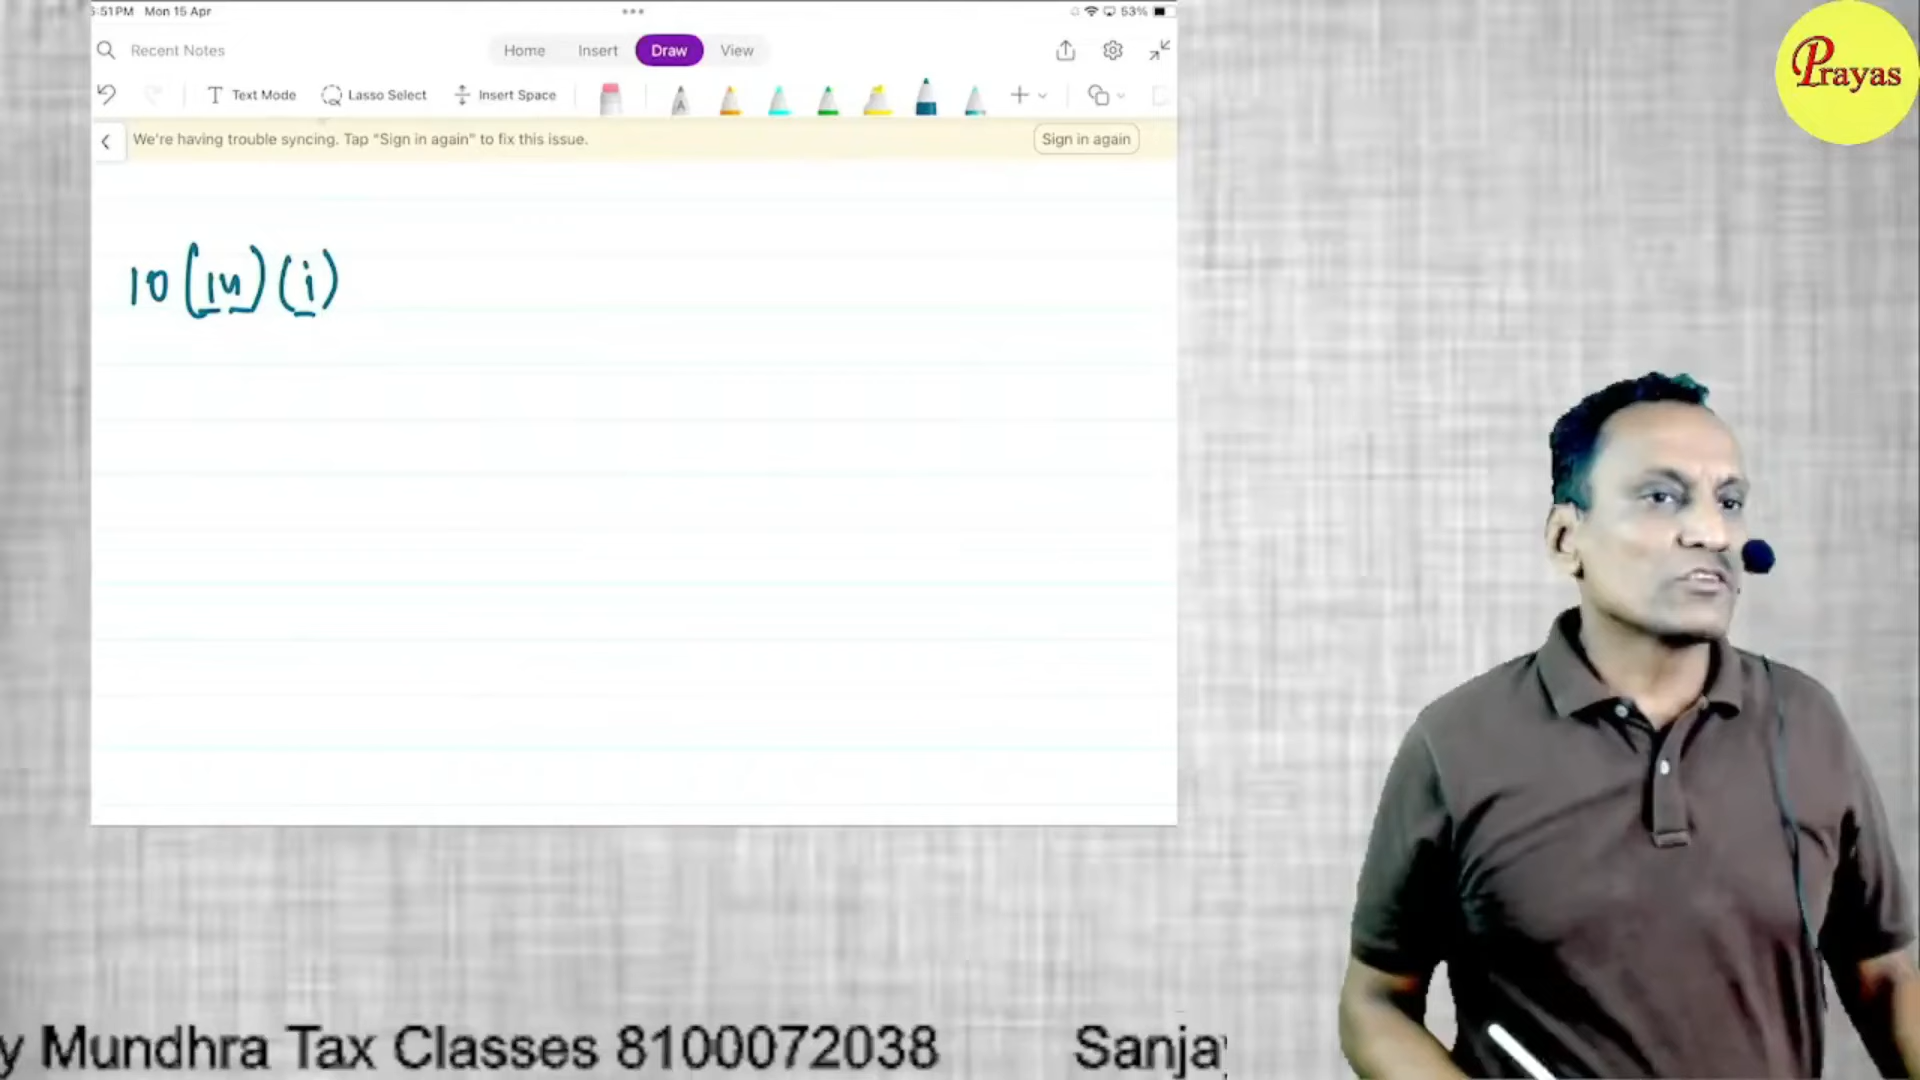 5:51PM Mon 15 Apr 53%
Recent Notes Home Insert Draw View
Text Mode Lasso Select Insert Space
We're having trouble syncing. Tap "Sign in again" to fix this issue. Sign in again
10 (14) (i)
Prayas
y Mundhra Tax Classes 8100072038 Sanjay